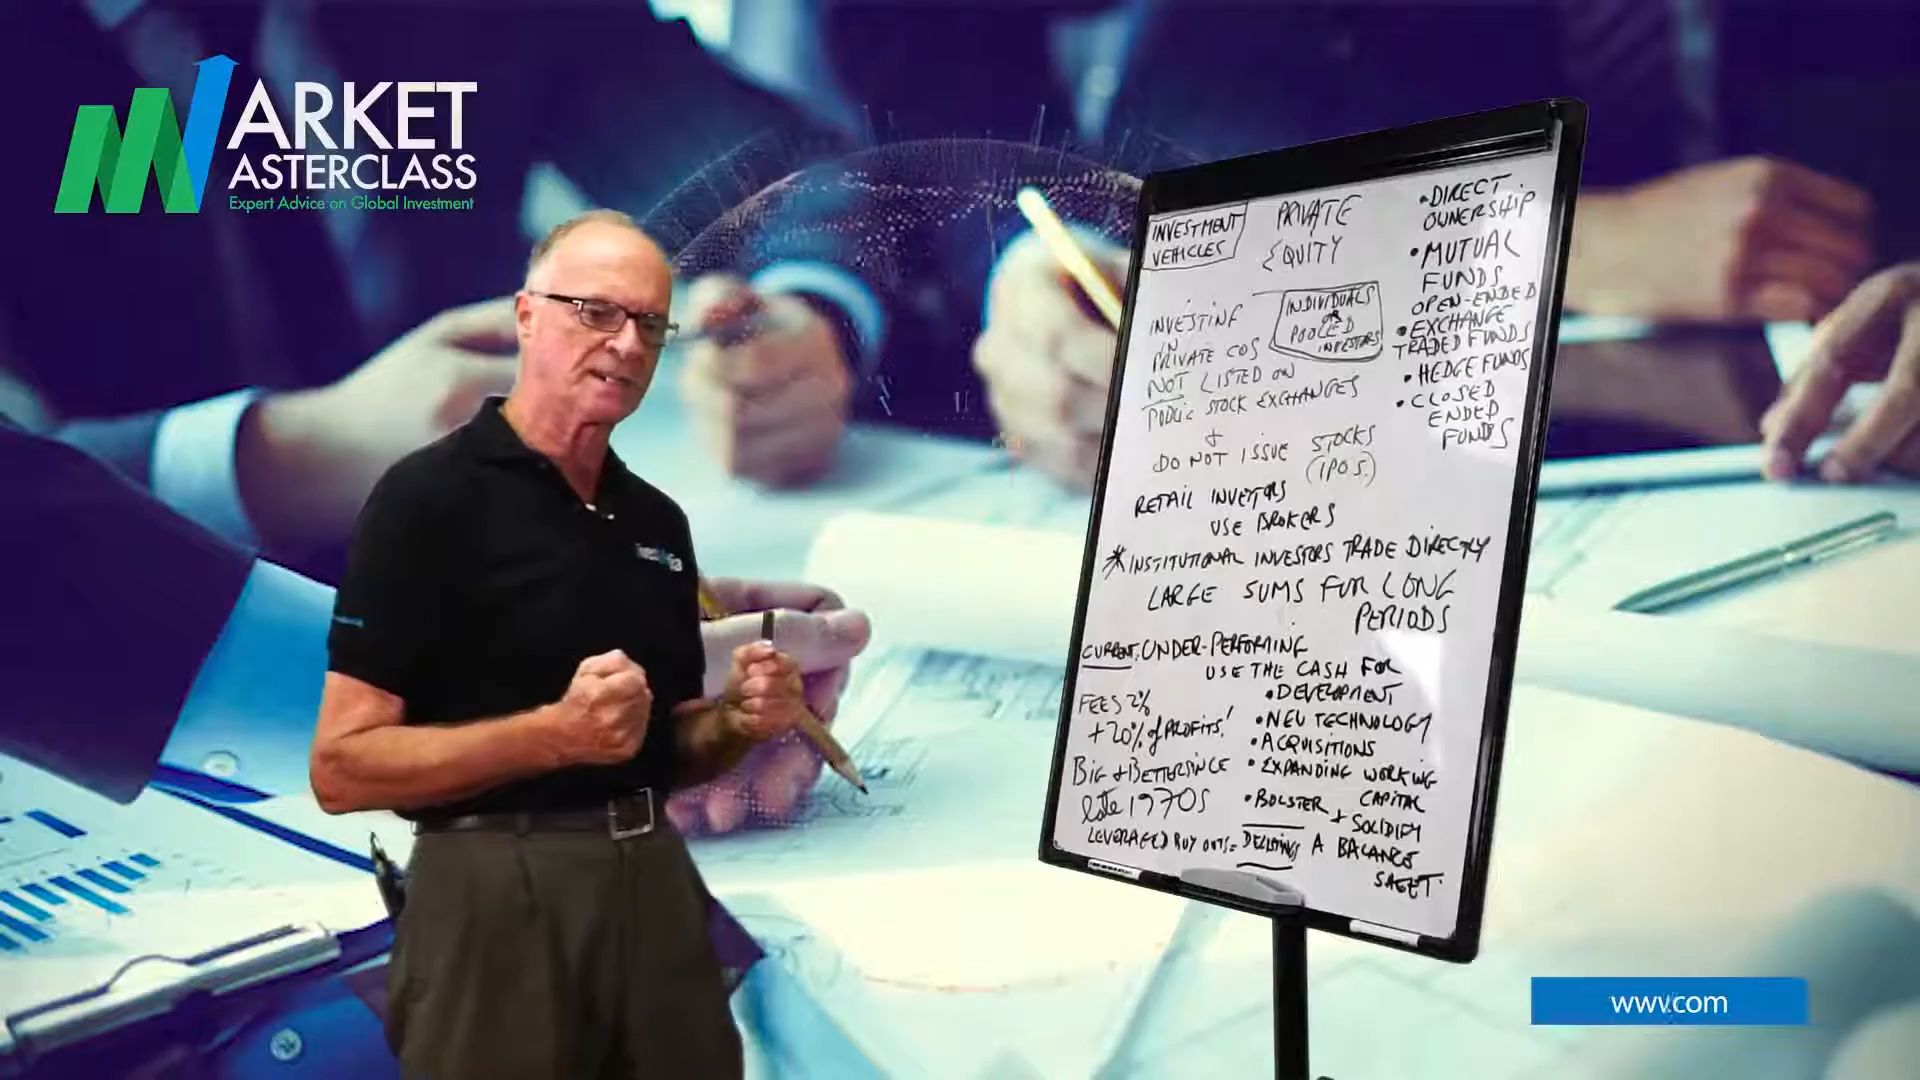 MARKET
MASTERCLASS
Expert Advice on Global Investment
INVESTMENT
VEHICLES
PRIVATE
EQUITY
INVESTING
IN
PRIVATE COS
NOT LISTED ON
PUBLIC STOCK EXCHANGES
+
DO NOT ISSUE STOCKS
(IPOS.)
INDIVIDUALS
OR
POOLED
INVESTORS
• DIRECT
OWNERSHIP
• MUTUAL
FUNDS
OPEN-ENDED
• EXCHANGE
TRADED FUNDS
• HEDGE FUNDS
• CLOSED
ENDED
FUNDS
RETAIL INVESTORS
USE BROKERS
* INSTITUTIONAL INVESTORS TRADE DIRECTLY
LARGE SUMS FOR LONG
PERIODS
CURRENT: UNDER-PERFORMING
USE THE CASH FOR
• DEVELOPMENT
• NEW TECHNOLOGY
• ACQUISITIONS
• EXPANDING WORKING
CAPITAL
• BOLSTER
+ SOLIDIFY
A BALANCE
SHEET.
FEES 2%
+20% of PROFITS!
BIG + BETTER SINCE
late 1970s
LEVERAGED BUY OUTS = DELISTINGS
wwv.com